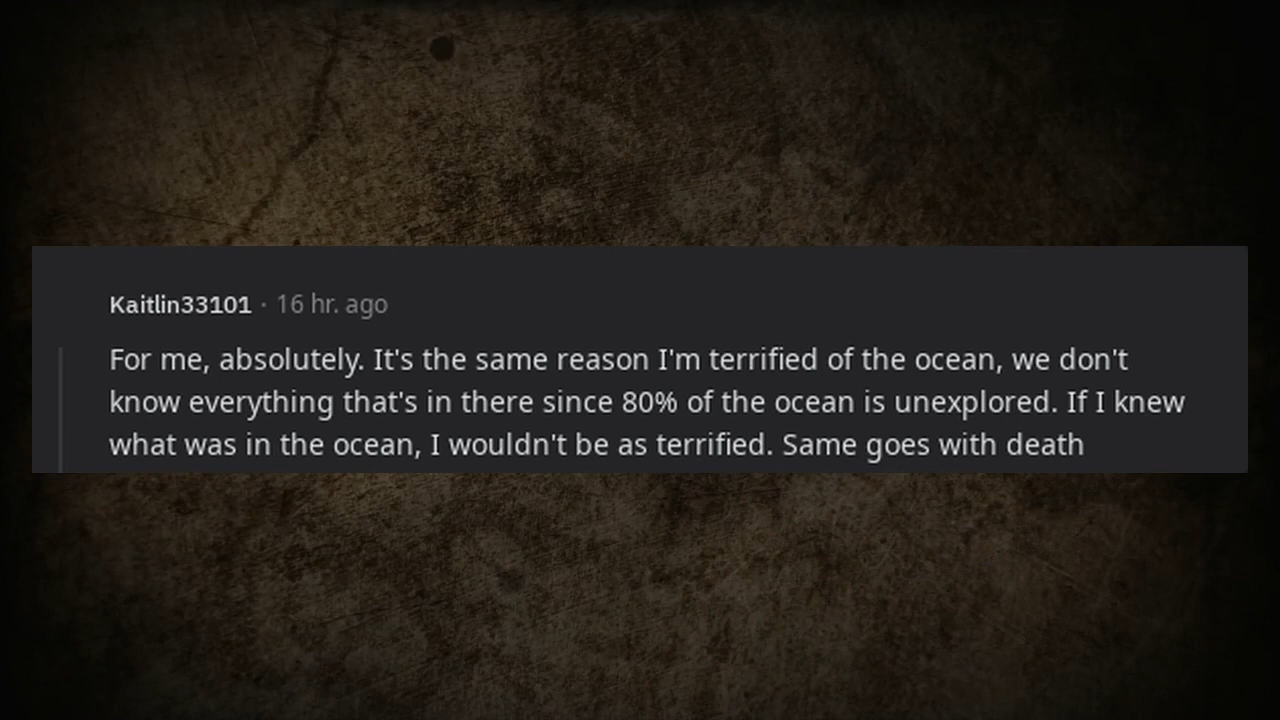 Kaitlin33101 · 16 hr. ago
For me, absolutely. It's the same reason I'm terrified of the ocean, we don't
know everything that's in there since 80% of the ocean is unexplored. If I knew
what was in the ocean, I wouldn't be as terrified. Same goes with death